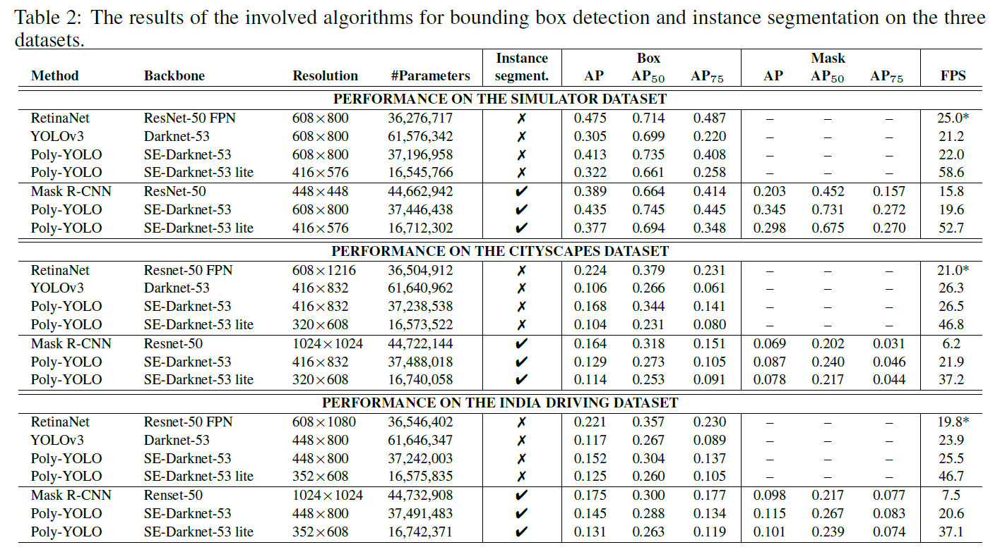 Table 2: The results of the involved algorithms for bounding box detection and instance segmentation on the three
datasets.
Instance Box Mask
Method Backbone Resolution #Parameters segment. AP AP50 AP75 AP AP50 AP75 FPS
PERFORMANCE ON THE SIMULATOR DATASET
RetinaNet ResNet-50 FPN 608×800 36,276,717 ✗ 0.475 0.714 0.487 – – – 25.0*
YOLOv3 Darknet-53 608×800 61,576,342 ✗ 0.305 0.699 0.220 – – – 21.2
Poly-YOLO SE-Darknet-53 608×800 37,196,958 ✗ 0.413 0.735 0.408 – – – 22.0
Poly-YOLO SE-Darknet-53 lite 416×576 16,545,766 ✗ 0.322 0.661 0.258 – – – 58.6
Mask R-CNN ResNet-50 448×448 44,662,942 ✔ 0.389 0.664 0.414 0.203 0.452 0.157 15.8
Poly-YOLO SE-Darknet-53 608×800 37,446,438 ✔ 0.435 0.745 0.445 0.345 0.731 0.272 19.6
Poly-YOLO SE-Darknet-53 lite 416×576 16,712,302 ✔ 0.377 0.694 0.348 0.298 0.675 0.270 52.7
PERFORMANCE ON THE CITYSCAPES DATASET
RetinaNet Resnet-50 FPN 608×1216 36,504,912 ✗ 0.224 0.379 0.231 – – – 21.0*
YOLOv3 Darknet-53 416×832 61,640,962 ✗ 0.106 0.266 0.061 – – – 26.3
Poly-YOLO SE-Darknet-53 416×832 37,238,538 ✗ 0.168 0.344 0.141 – – – 26.5
Poly-YOLO SE-Darknet-53 lite 320×608 16,573,522 ✗ 0.104 0.231 0.080 – – – 46.8
Mask R-CNN Resnet-50 1024×1024 44,722,144 ✔ 0.164 0.318 0.151 0.069 0.202 0.031 6.2
Poly-YOLO SE-Darknet-53 416×832 37,488,018 ✔ 0.129 0.273 0.105 0.087 0.240 0.046 21.9
Poly-YOLO SE-Darknet-53 lite 320×608 16,740,058 ✔ 0.114 0.253 0.091 0.078 0.217 0.044 37.2
PERFORMANCE ON THE INDIA DRIVING DATASET
RetinaNet Resnet-50 FPN 608×1080 36,546,402 ✗ 0.221 0.357 0.230 – – – 19.8*
YOLOv3 Darknet-53 448×800 61,646,347 ✗ 0.117 0.267 0.089 – – – 23.9
Poly-YOLO SE-Darknet-53 448×800 37,242,003 ✗ 0.152 0.304 0.137 – – – 25.5
Poly-YOLO SE-Darknet-53 lite 352×608 16,575,835 ✗ 0.125 0.260 0.105 – – – 46.7
Mask R-CNN Renset-50 1024×1024 44,732,908 ✔ 0.175 0.300 0.177 0.098 0.217 0.077 7.5
Poly-YOLO SE-Darknet-53 448×800 37,491,483 ✔ 0.145 0.288 0.134 0.115 0.267 0.083 20.6
Poly-YOLO SE-Darknet-53 lite 352×608 16,742,371 ✔ 0.131 0.263 0.119 0.101 0.239 0.074 37.1